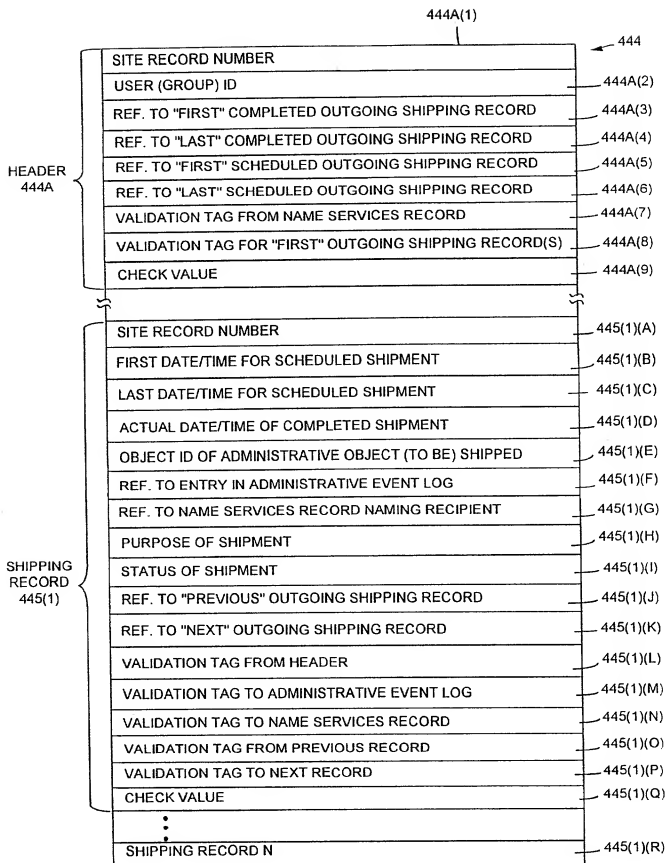 444A(1)
444
SITE RECORD NUMBER
USER (GROUP) ID
444A(2)
REF. TO "FIRST" COMPLETED OUTGOING SHIPPING RECORD
444A(3)
REF. TO "LAST" COMPLETED OUTGOING SHIPPING RECORD
444A(4)
REF. TO "FIRST" SCHEDULED OUTGOING SHIPPING RECORD
444A(5)
HEADER
444A
REF. TO "LAST" SCHEDULED OUTGOING SHIPPING RECORD
444A(6)
VALIDATION TAG FROM NAME SERVICES RECORD
444A(7)
VALIDATION TAG FOR "FIRST" OUTGOING SHIPPING RECORD(S)
444A(8)
CHECK VALUE
444A(9)
SITE RECORD NUMBER
445(1)(A)
FIRST DATE/TIME FOR SCHEDULED SHIPMENT
445(1)(B)
LAST DATE/TIME FOR SCHEDULED SHIPMENT
445(1)(C)
ACTUAL DATE/TIME OF COMPLETED SHIPMENT
445(1)(D)
OBJECT ID OF ADMINISTRATIVE OBJECT (TO BE) SHIPPED
445(1)(E)
REF. TO ENTRY IN ADMINISTRATIVE EVENT LOG
445(1)(F)
REF. TO NAME SERVICES RECORD NAMING RECIPIENT
445(1)(G)
PURPOSE OF SHIPMENT
445(1)(H)
SHIPPING
RECORD
445(1)
STATUS OF SHIPMENT
445(1)(I)
REF. TO "PREVIOUS" OUTGOING SHIPPING RECORD
445(1)(J)
REF. TO "NEXT" OUTGOING SHIPPING RECORD
445(1)(K)
VALIDATION TAG FROM HEADER
445(1)(L)
VALIDATION TAG TO ADMINISTRATIVE EVENT LOG
445(1)(M)
VALIDATION TAG TO NAME SERVICES RECORD
445(1)(N)
VALIDATION TAG FROM PREVIOUS RECORD
445(1)(O)
VALIDATION TAG TO NEXT RECORD
445(1)(P)
CHECK VALUE
445(1)(Q)
SHIPPING RECORD N
445(1)(R)